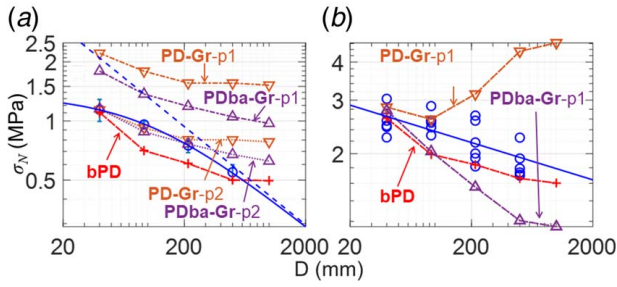 (a)
(b)
2.5
2
1.5
1
0.5
σN (MPa)
PD-Gr-p1
PDba-Gr-p1
bPD
PD-Gr-p2
PDba-Gr-p2
20
200
2000
4
3
2
PD-Gr-p1
PDba-Gr-p1
bPD
20
200
2000
D (mm)